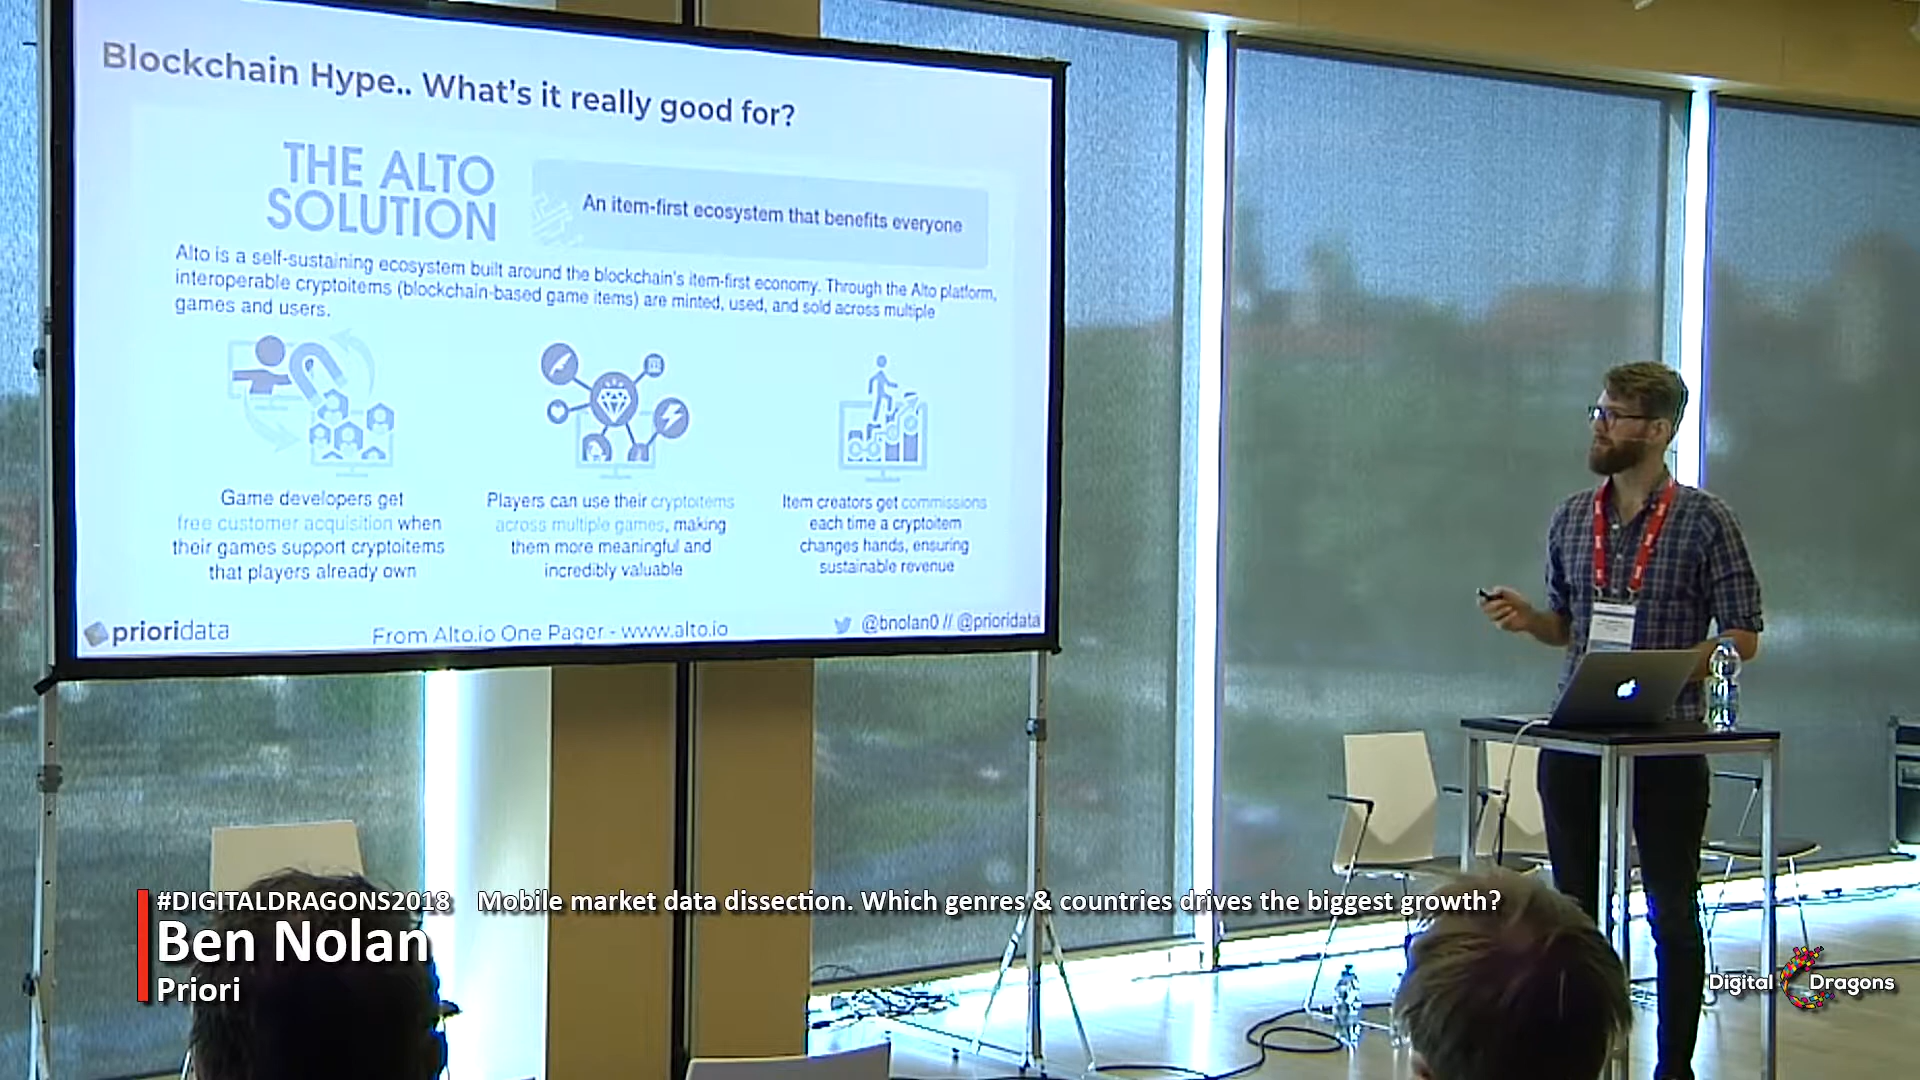 Blockchain Hype.. What's it really good for?
THE ALTO
SOLUTION
An item-first ecosystem that benefits everyone
Alto is a self-sustaining ecosystem built around the blockchain's item-first economy. Through the Alto platform,
interoperable cryptoitems (blockchain-based game items) are minted, used, and sold across multiple
games and users.
Game developers get
free customer acquisition when
their games support cryptoitems
that players already own
Players can use their cryptoitems
across multiple games, making
them more meaningful and
incredibly valuable
Item creators get commissions
each time a cryptoitem
changes hands, ensuring
sustainable revenue
prioridata
From Alto.io One Pager - www.alto.io
@bnolan0 // @prioridata
#DIGITALDRAGONS2018 Mobile market data dissection. Which genres & countries drives the biggest growth?
Ben Nolan
Priori
Digital Dragons